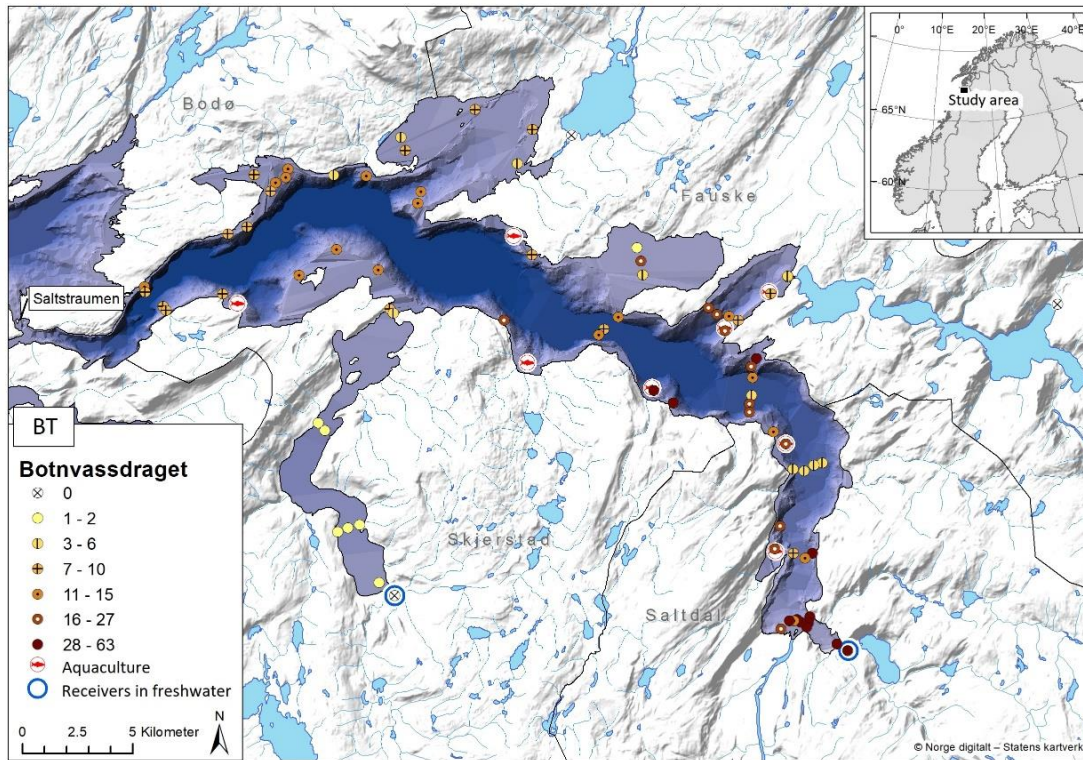 Bodø
Fauske
Saltstraumen
Skjerstad
Saltdal
0° 10°E 20°E 30°E 40°E
65°N
60°N
Study area
BT
Botnvassdraget
0
1 - 2
3 - 6
7 - 10
11 - 15
16 - 27
28 - 63
Aquaculture
Receivers in freshwater
0 2.5 5 Kilometer
N
© Norge digitalt – Statens kartverk